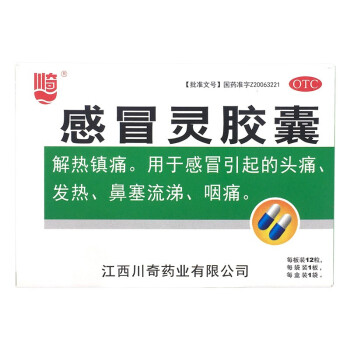 川奇®
【批准文号】国药准字Z20063221
OTC
感冒灵胶囊
解热镇痛。用于感冒引起的头痛、
发热、鼻塞流涕、咽痛。
每板装12粒,
每袋装1板,
每盒装1袋。
江西川奇药业有限公司